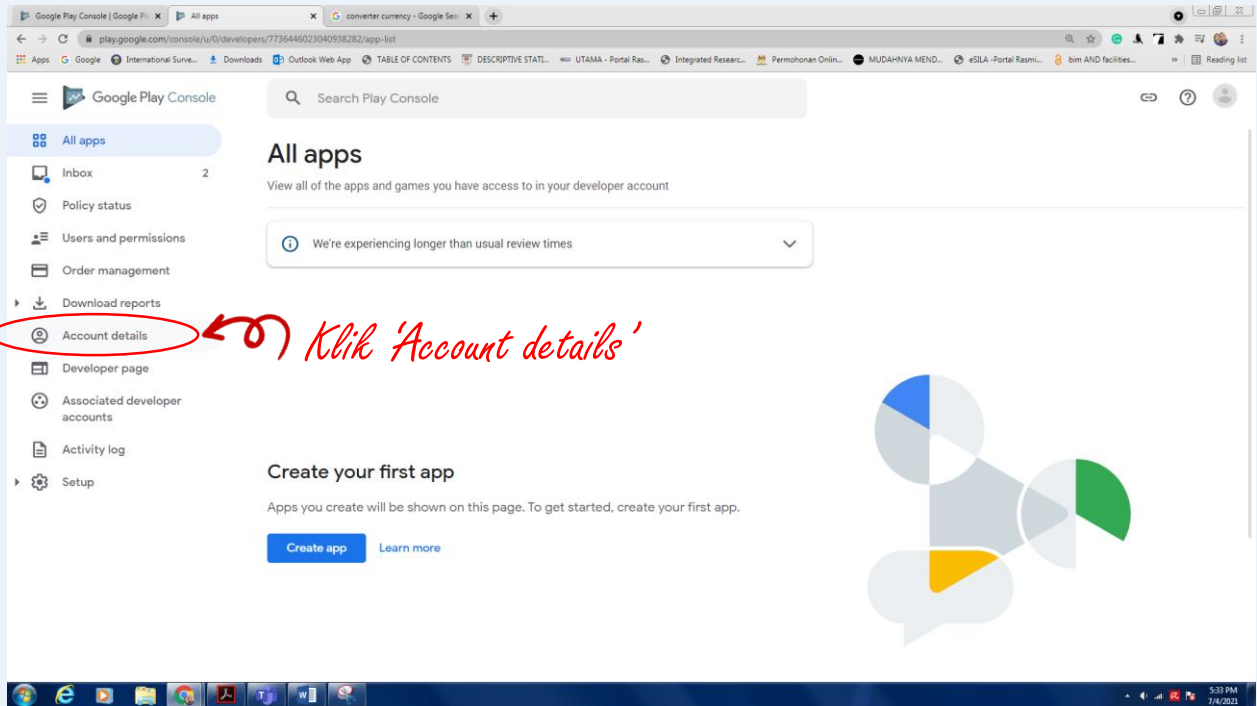 Google Play Console | Google Pl
All apps
converter currency - Google Sear
play.google.com/console/u/0/developers/7736446023040938282/app-list
Apps
Google
International Surve...
Downloads
Outlook Web App
TABLE OF CONTENTS
DESCRIPTIVE STATI...
UTAMA - Portal Ras...
Integrated Researc...
Permohonan Onlin...
MUDAHNYA MEND...
eSILA -Portal Rasmi...
bim AND facilities...
»
Reading list
Google Play Console
Search Play Console
All apps
Inbox 2
Policy status
Users and permissions
Order management
Download reports
Account details
Developer page
Associated developer
accounts
Activity log
Setup
All apps
View all of the apps and games you have access to in your developer account
We're experiencing longer than usual review times
Klik 'Account details'
Create your first app
Apps you create will be shown on this page. To get started, create your first app.
Create app
Learn more
5:33 PM
7/4/2021